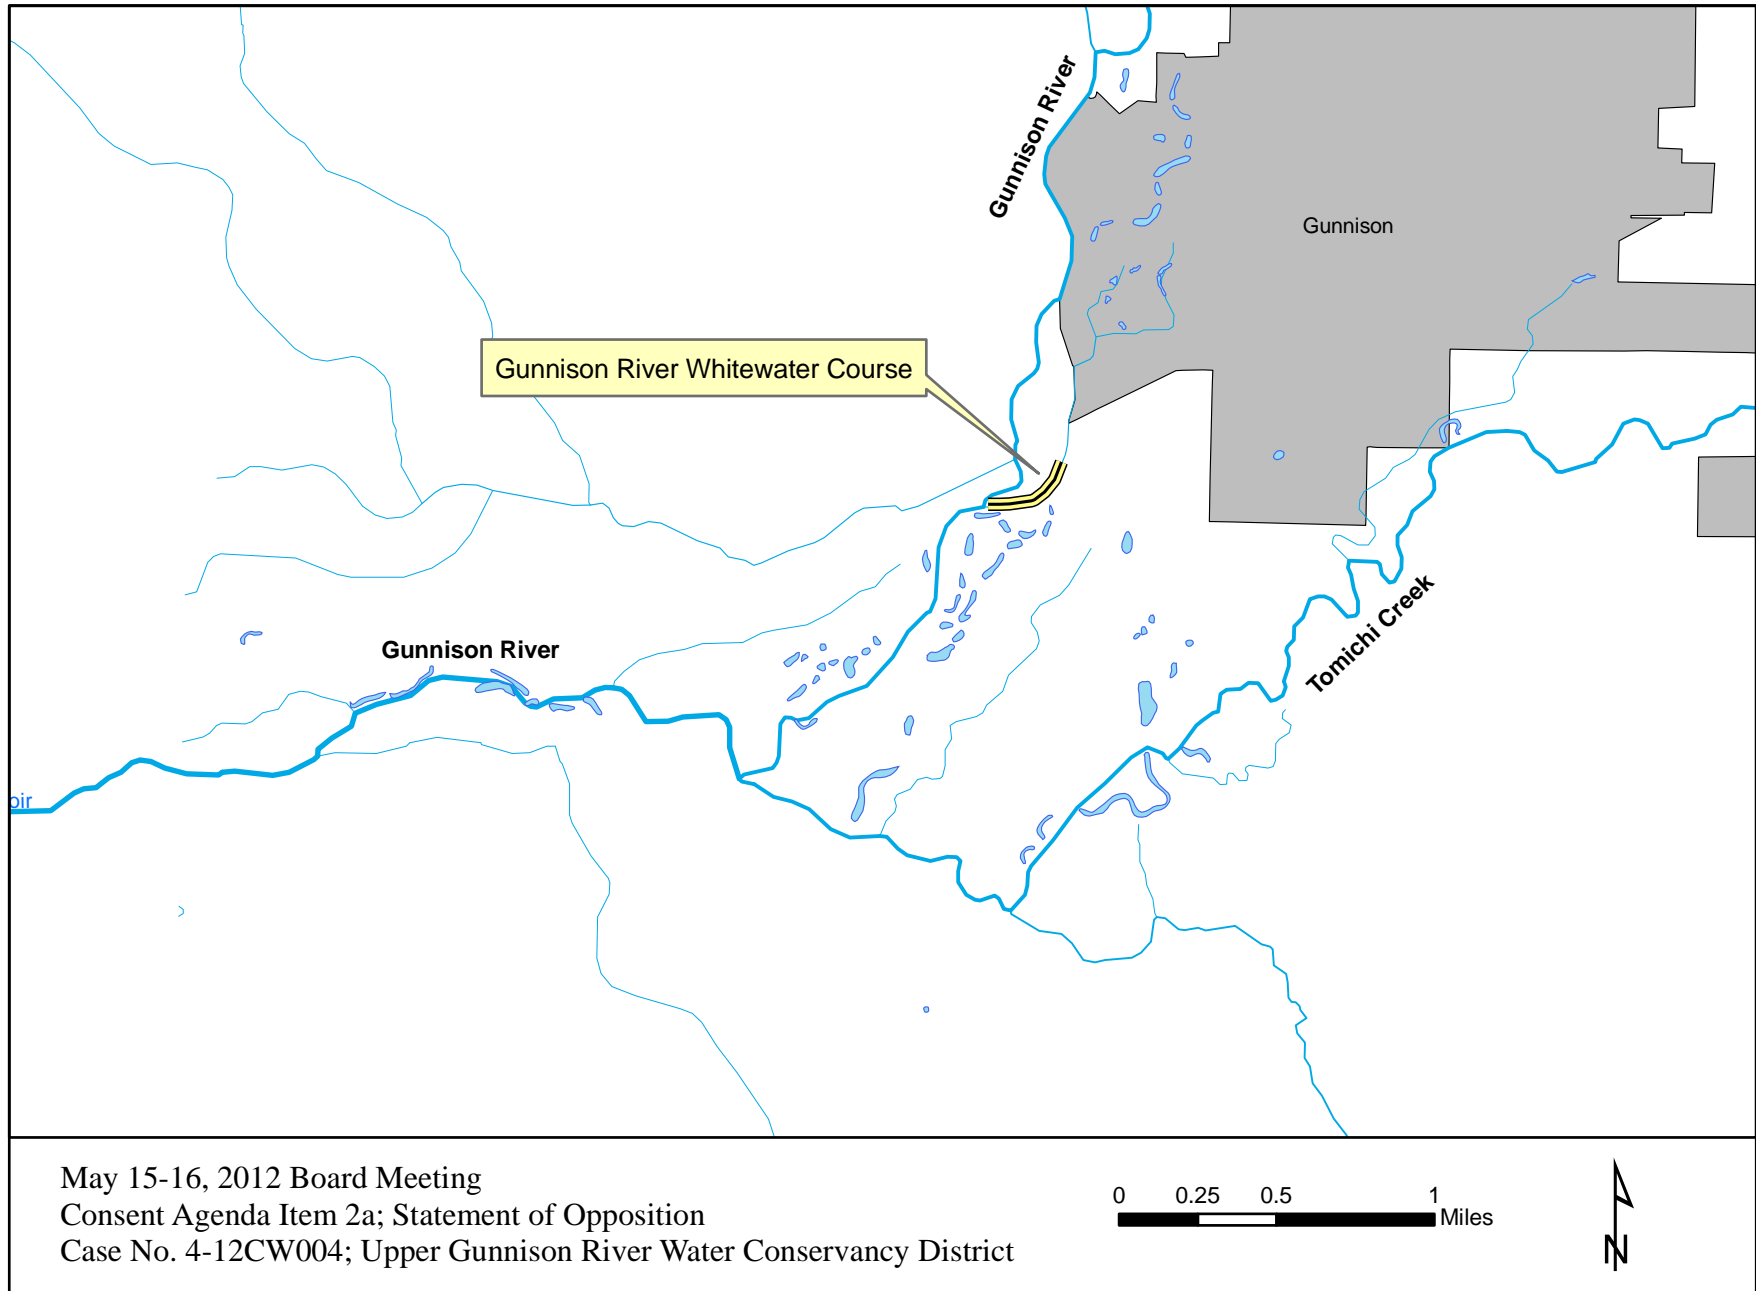 Gunnison River
Gunnison
Gunnison River Whitewater Course
Gunnison River
Tomichi Creek
oir
May 15-16, 2012 Board Meeting
Consent Agenda Item 2a; Statement of Opposition
Case No. 4-12CW004; Upper Gunnison River Water Conservancy District
0 0.25 0.5 1
Miles
N